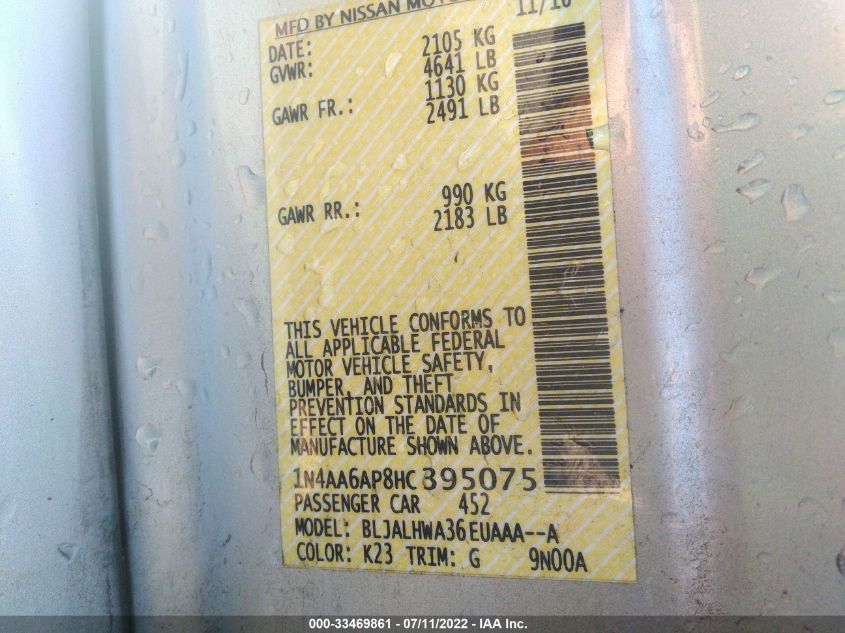 MFD BY NISSAN MOTOR
DATE: 11/16
GVWR: 2105 KG
4641 LB
GAWR FR.: 1130 KG
2491 LB
GAWR RR.: 990 KG
2183 LB
THIS VEHICLE CONFORMS TO
ALL APPLICABLE FEDERAL
MOTOR VEHICLE SAFETY,
BUMPER, AND THEFT
PREVENTION STANDARDS IN
EFFECT ON THE DATE OF
MANUFACTURE SHOWN ABOVE.
1N4AA6AP8HC395075
PASSENGER CAR 452
MODEL: BLJALHWA36EUAAA--A
COLOR: K23 TRIM: G 9N00A
000-33469861 - 07/11/2022 - IAA Inc.